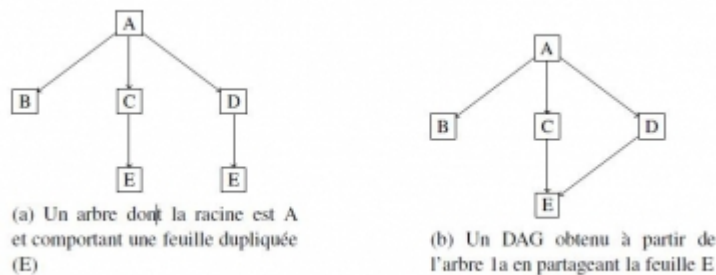 A
B
C
D
E
E
(a) Un arbre dont la racine est A
et comportant une feuille dupliquée
(E)
A
B
C
D
E
(b) Un DAG obtenu à partir de
l'arbre 1a en partageant la feuille E